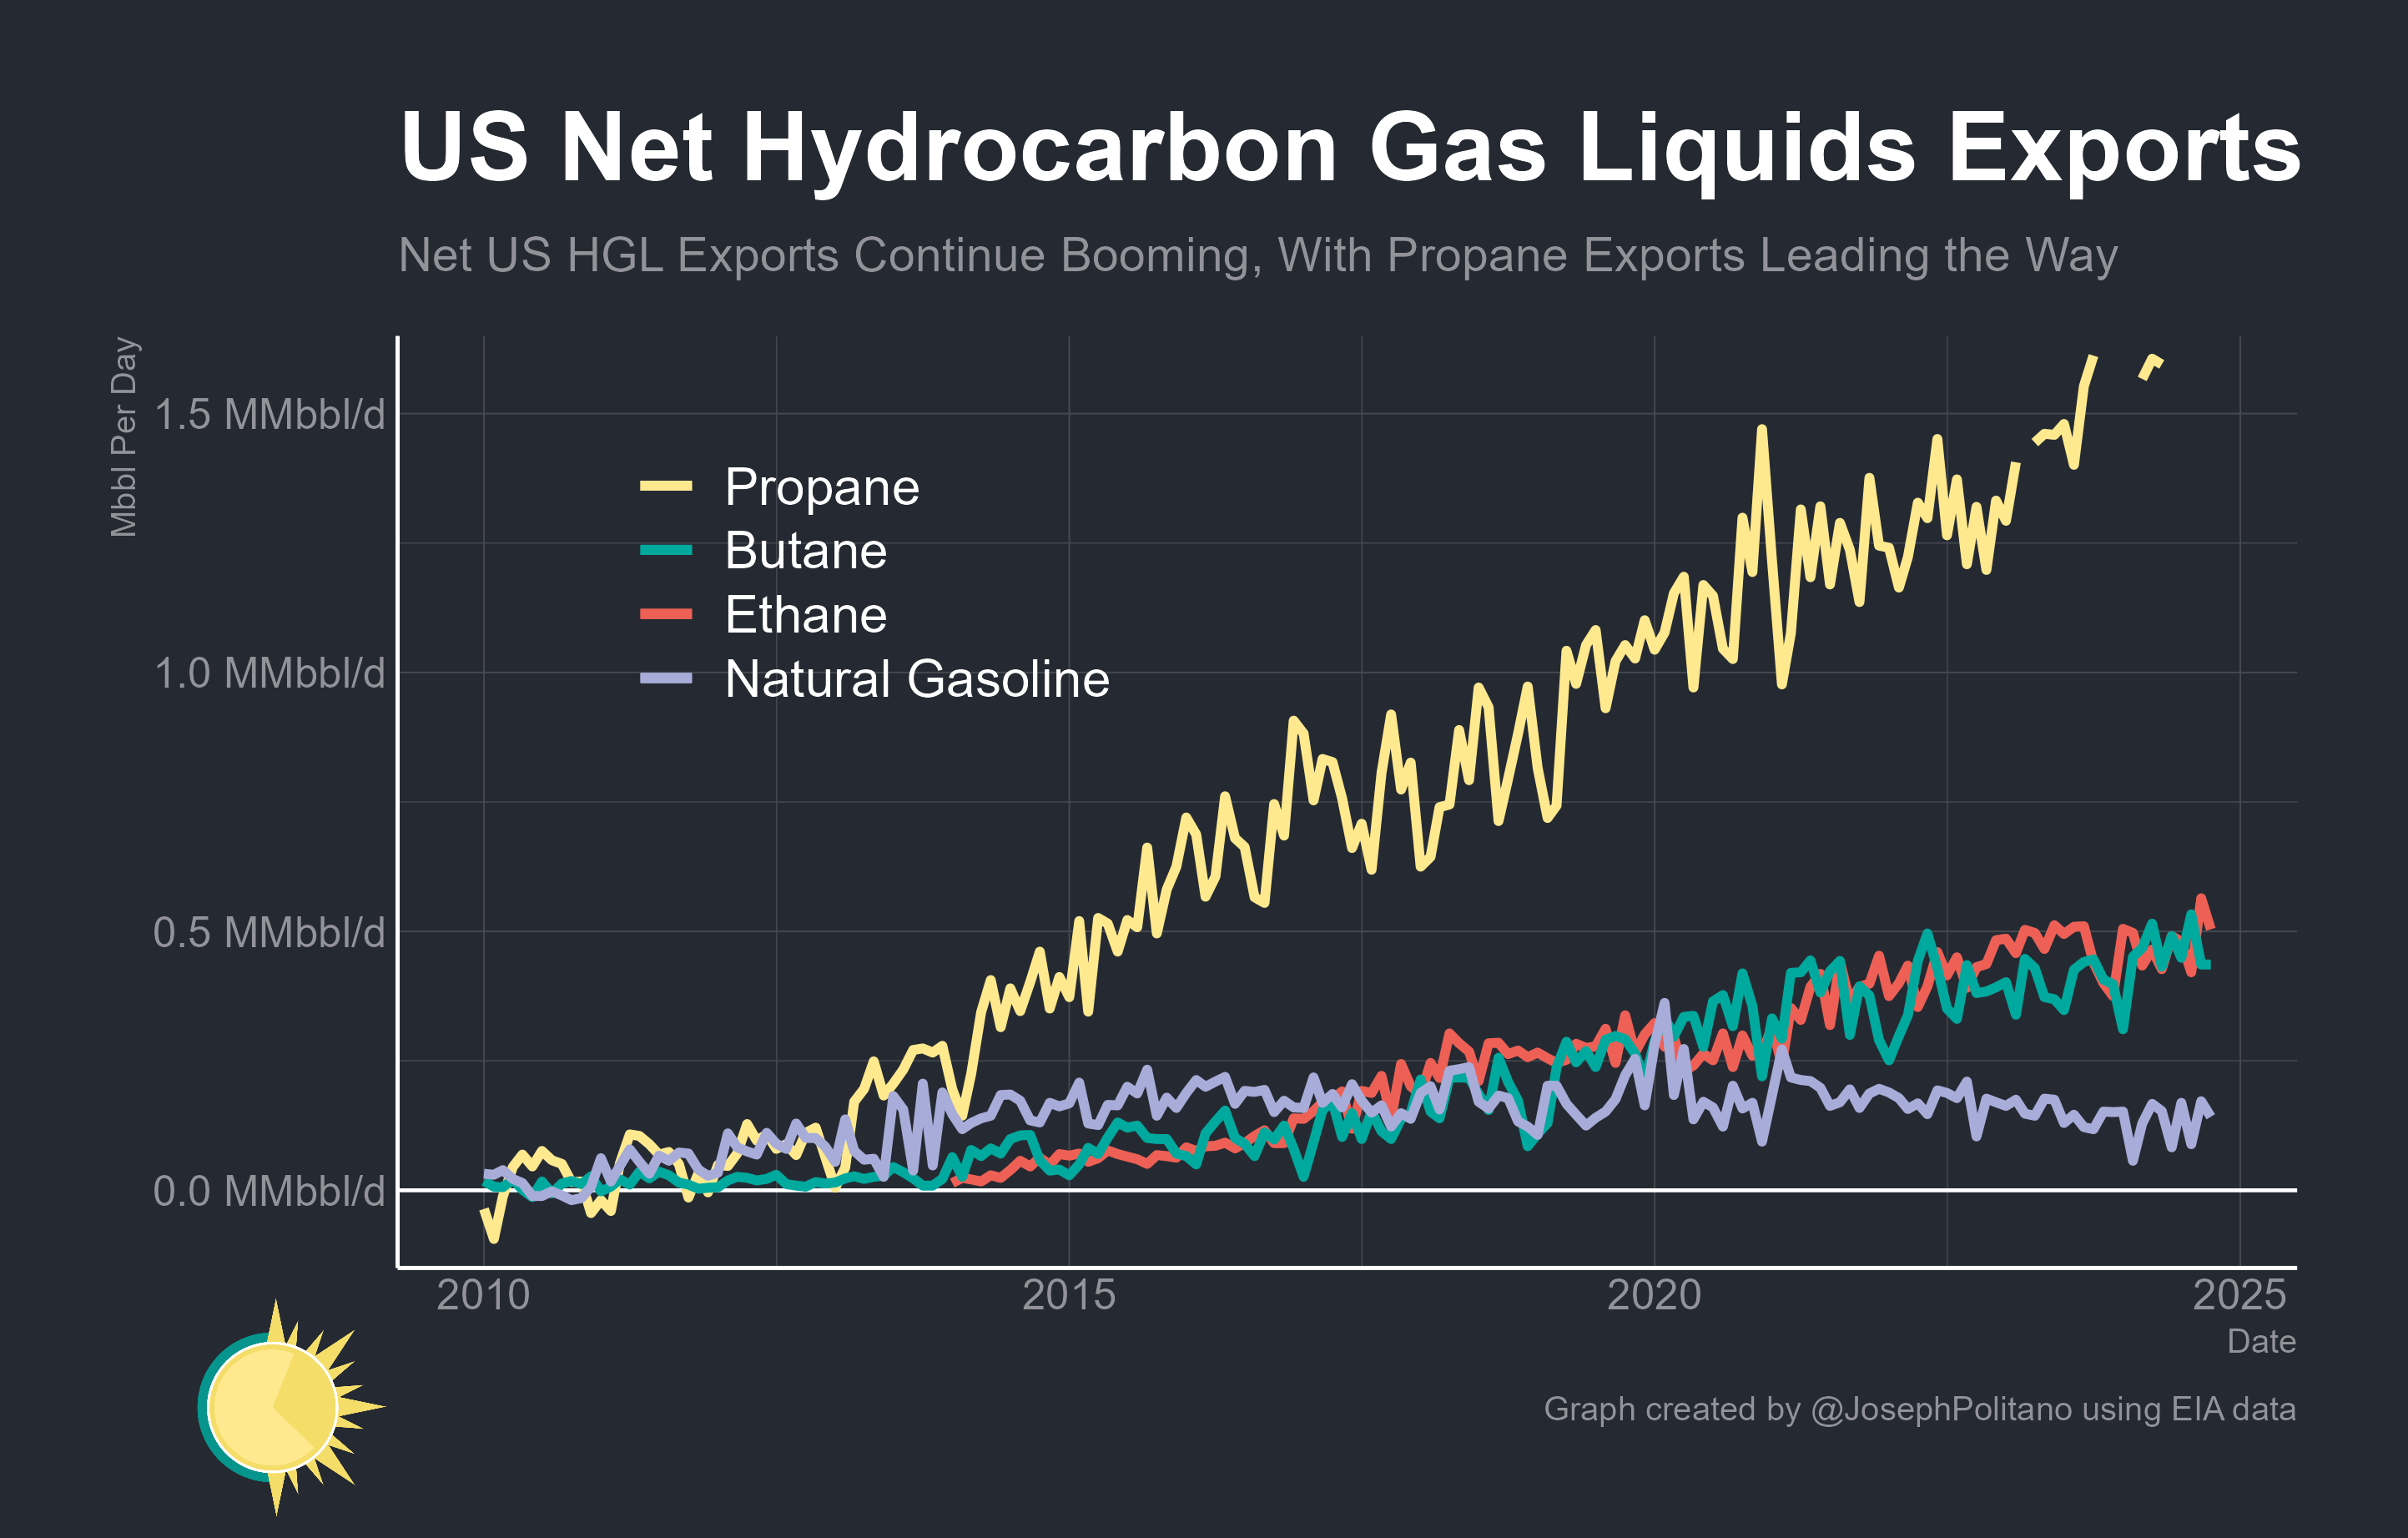 US Net Hydrocarbon Gas Liquids Exports
Net US HGL Exports Continue Booming, With Propane Exports Leading the Way
Mbbl Per Day
1.5 MMbbl/d
1.0 MMbbl/d
0.5 MMbbl/d
0.0 MMbbl/d
Propane
Butane
Ethane
Natural Gasoline
2010
2015
2020
2025
Date
Graph created by @JosephPolitano using EIA data